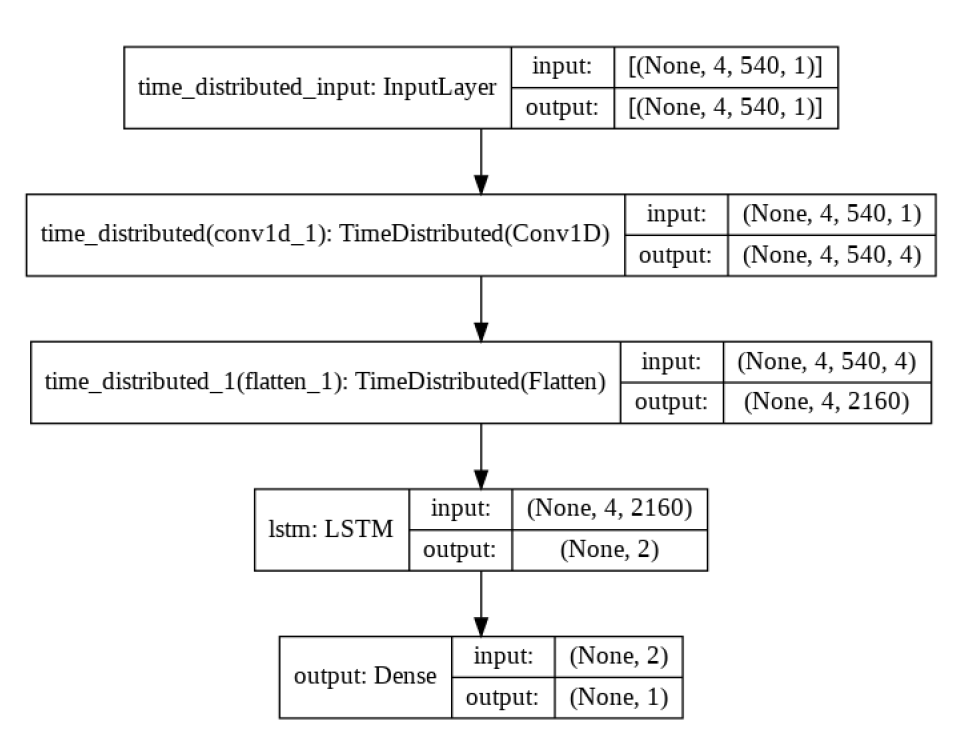 time_distributed_input: InputLayer
input:
[(None, 4, 540, 1)]
output:
[(None, 4, 540, 1)]
time_distributed(conv1d_1): TimeDistributed(Conv1D)
input:
(None, 4, 540, 1)
output:
(None, 4, 540, 4)
time_distributed_1(flatten_1): TimeDistributed(Flatten)
input:
(None, 4, 540, 4)
output:
(None, 4, 2160)
lstm: LSTM
input:
(None, 4, 2160)
output:
(None, 2)
output: Dense
input:
(None, 2)
output:
(None, 1)